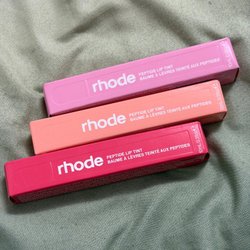 rhode
PEPTIDE LIP TINT
BAUME À LÈVRES TEINTÉ AUX PEPTIDES
rhode
PEPTIDE LIP TINT
BAUME À LÈVRES TEINTÉ AUX PEPTIDES
rhode
PEPTIDE LIP TINT
BAUME À LÈVRES TEINTÉ AUX PEPTIDES